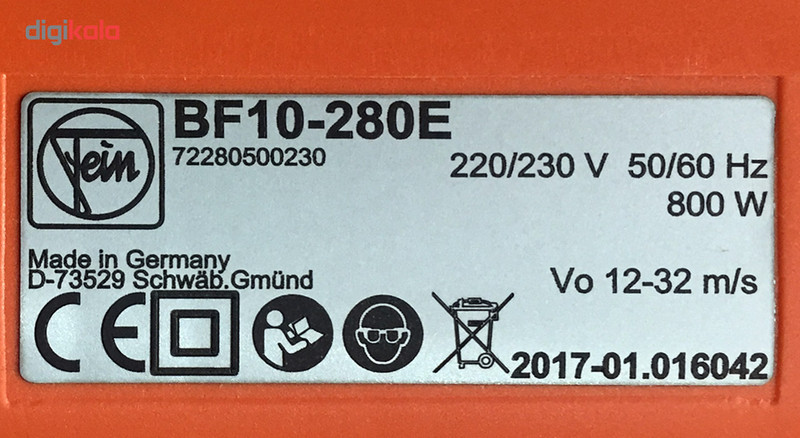 digikala
Fein
BF10-280E
72280500230
220/230 V 50/60 Hz
800 W
Made in Germany
D-73529 Schwäb.Gmünd
Vo 12-32 m/s
CE
2017-01.016042